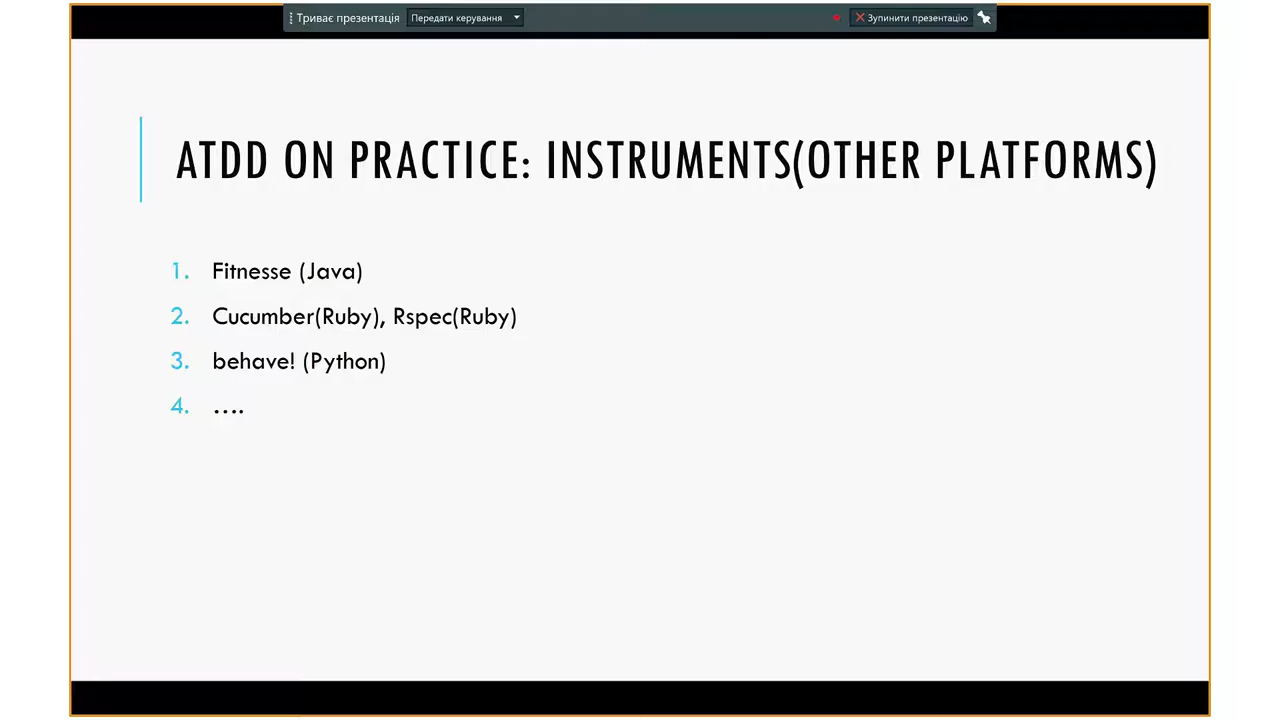 Триває презентація Передати керування Зупинити презентацію
ATDD ON PRACTICE: INSTRUMENTS(OTHER PLATFORMS)
1. Fitnesse (Java)
2. Cucumber(Ruby), Rspec(Ruby)
3. behave! (Python)
4. ....